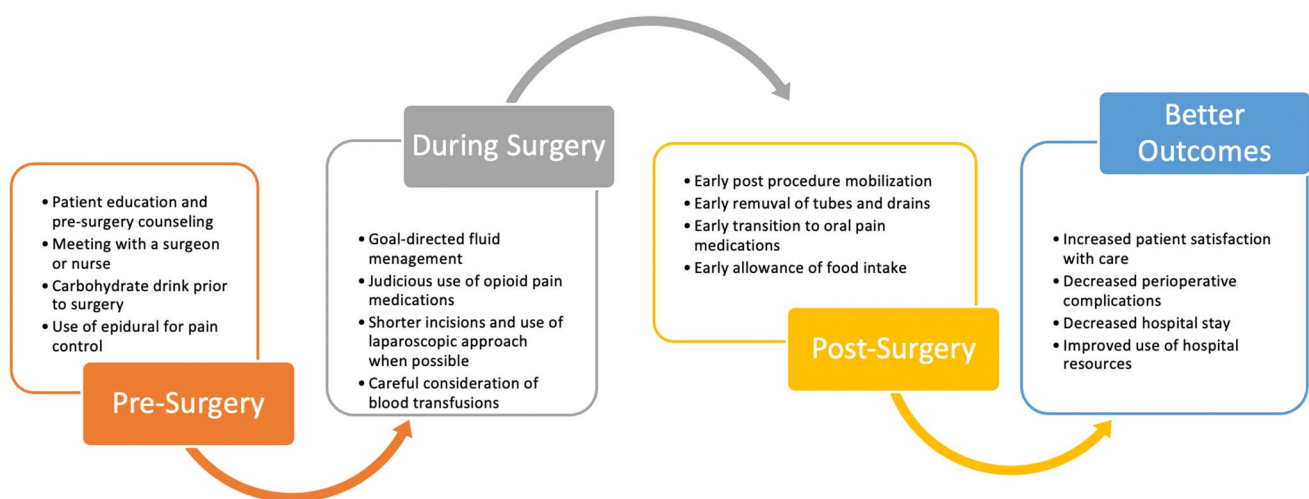 Pre-Surgery
• Patient education and
pre-surgery counseling
• Meeting with a surgeon
or nurse
• Carbohydrate drink prior
to surgery
• Use of epidural for pain
control
During Surgery
• Goal-directed fluid
menagement
• Judicious use of opioid pain
medications
• Shorter incisions and use of
laparoscopic approach
when possible
• Careful consideration of
blood transfusions
• Early post procedure mobilization
• Early remuval of tubes and drains
• Early transition to oral pain
medications
• Early allowance of food intake
Post-Surgery
Better
Outcomes
• Increased patient satisfaction
with care
• Decreased perioperative
complications
• Decreased hospital stay
• Improved use of hospital
resources